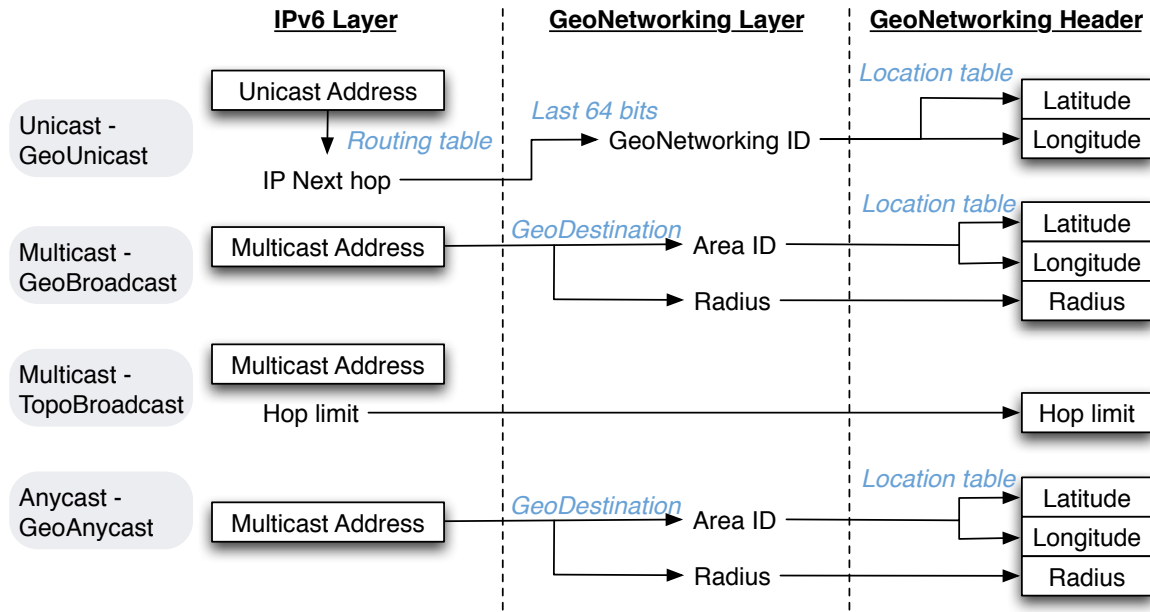 IPv6 Layer
GeoNetworking Layer
GeoNetworking Header
Unicast -
GeoUnicast
Unicast Address
Routing table
IP Next hop
Last 64 bits
GeoNetworking ID
Location table
Latitude
Longitude
Multicast -
GeoBroadcast
Multicast Address
GeoDestination
Area ID
Radius
Location table
Latitude
Longitude
Radius
Multicast -
TopoBroadcast
Multicast Address
Hop limit
Hop limit
Anycast -
GeoAnycast
Multicast Address
GeoDestination
Area ID
Radius
Location table
Latitude
Longitude
Radius